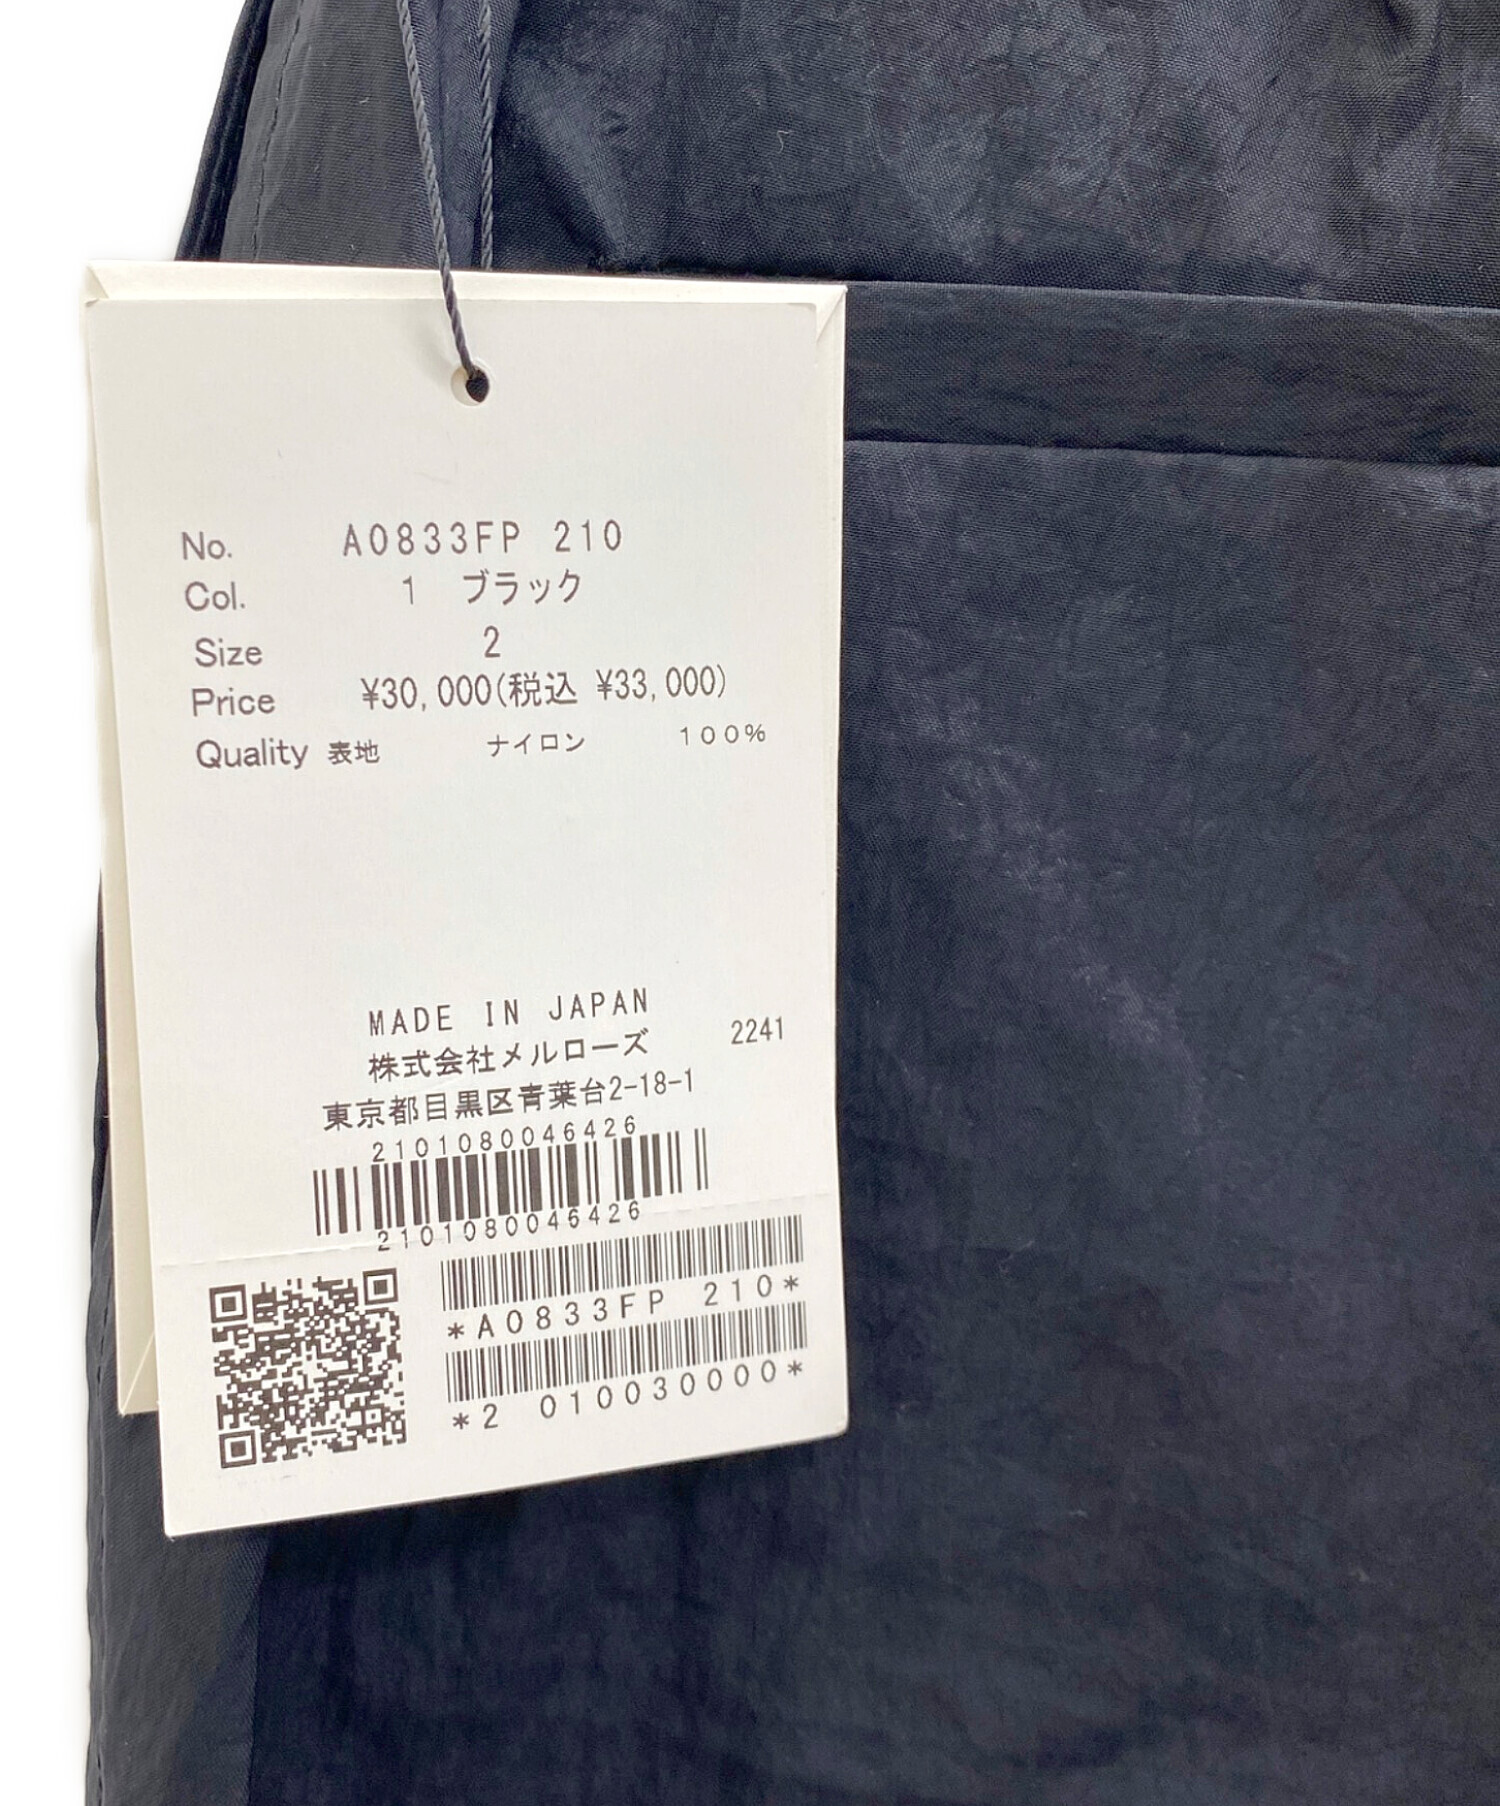 No. A0833FP 210
Col. 1 ブラック
Size 2
Price ¥30,000(税込 ¥33,000)
Quality 表地 ナイロン 100%
MADE IN JAPAN
株式会社メルローズ 2241
東京都目黒区青葉台2-18-1
2101080046426
2101080046426
*A0833FP 210*
*2 010030000*